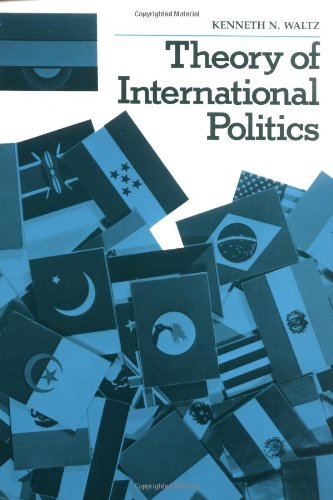 KENNETH N. WALTZ
Theory of
International
Politics